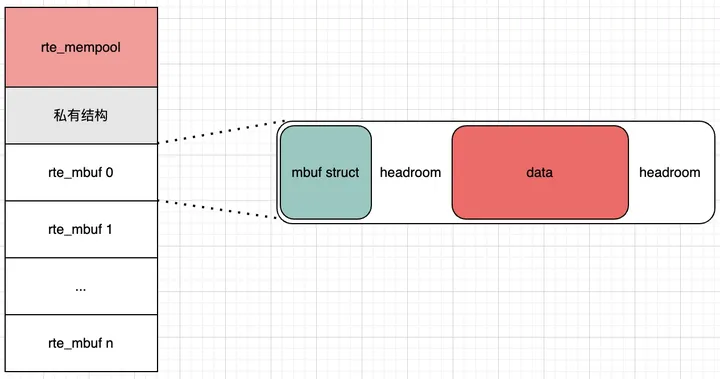 rte_mempool
私有结构
rte_mbuf 0
rte_mbuf 1
...
rte_mbuf n
mbuf struct
headroom
data
headroom